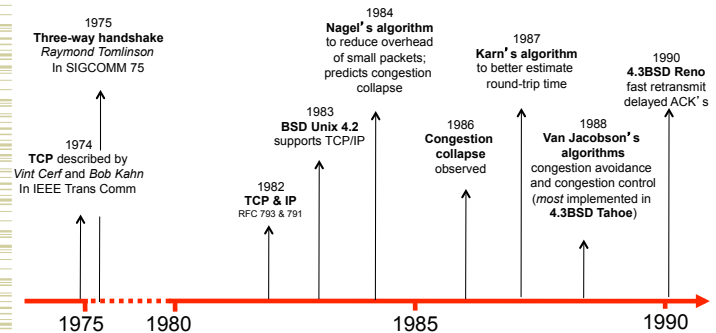 1975
Three-way handshake
Raymond Tomlinson
In SIGCOMM 75
1974
TCP described by
Vint Cerf and Bob Kahn
In IEEE Trans Comm
1982
TCP & IP
RFC 793 & 791
1983
BSD Unix 4.2
supports TCP/IP
1984
Nagel's algorithm
to reduce overhead
of small packets;
predicts congestion
collapse
1986
Congestion
collapse
observed
1987
Karn's algorithm
to better estimate
round-trip time
1988
Van Jacobson's
algorithms
congestion avoidance
and congestion control
(most implemented in
4.3BSD Tahoe)
1990
4.3BSD Reno
fast retransmit
delayed ACK's
1975
1980
1985
1990